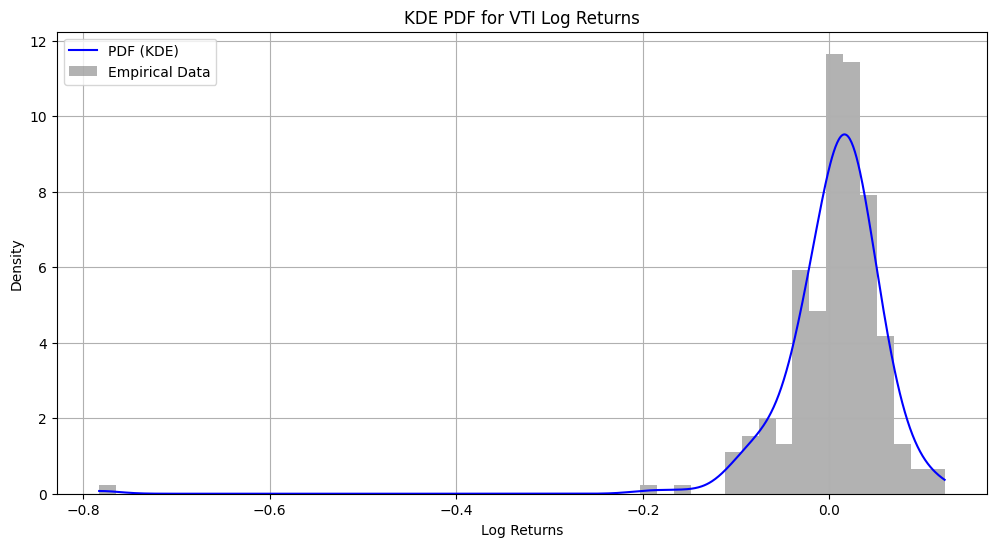 KDE PDF for VTI Log Returns
PDF (KDE)
Empirical Data
Density
12
10
8
6
4
2
0
−0.8
−0.6
−0.4
−0.2
0.0
Log Returns